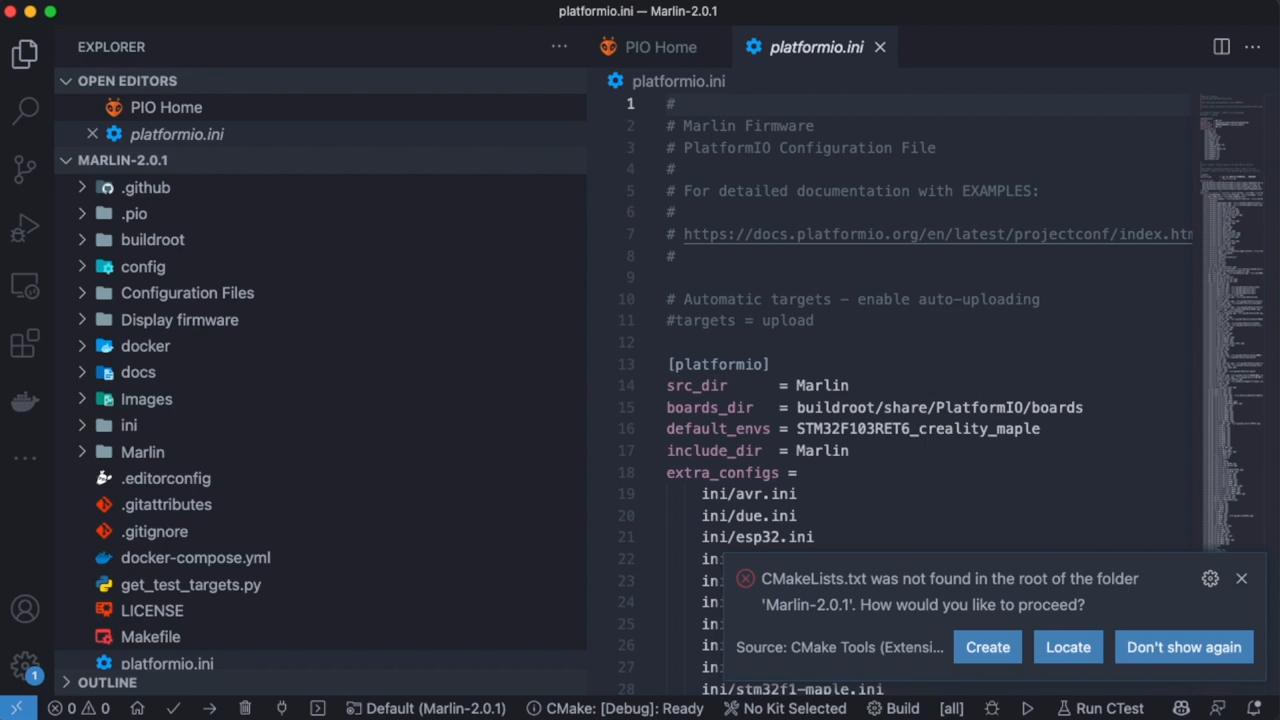 platformio.ini — Marlin-2.0.1
EXPLORER
OPEN EDITORS
PIO Home
platformio.ini
MARLIN-2.0.1
.github
.pio
buildroot
config
Configuration Files
Display firmware
docker
docs
Images
ini
Marlin
.editorconfig
.gitattributes
.gitignore
docker-compose.yml
get_test_targets.py
LICENSE
Makefile
platformio.ini
OUTLINE
PIO Home
platformio.ini
platformio.ini
1 #
2 # Marlin Firmware
3 # PlatformIO Configuration File
4 #
5 # For detailed documentation with EXAMPLES:
6 #
7 # https://docs.platformio.org/en/latest/projectconf/index.htm
8 #
9
10 # Automatic targets - enable auto-uploading
11 #targets = upload
12
13 [platformio]
14 src_dir = Marlin
15 boards_dir = buildroot/share/PlatformIO/boards
16 default_envs = STM32F103RET6_creality_maple
17 include_dir = Marlin
18 extra_configs =
19 ini/avr.ini
20 ini/due.ini
21 ini/esp32.ini
22 in
23 in
24 in
25 in
26 in
27 in
28 ini/stm32f1-maple.ini
CMakeLists.txt was not found in the root of the folder
'Marlin-2.0.1'. How would you like to proceed?
Source: CMake Tools (Extensi...
Create
Locate
Don't show again
1
0 0
Default (Marlin-2.0.1)
CMake: [Debug]: Ready
No Kit Selected
Build
[all]
Run CTest